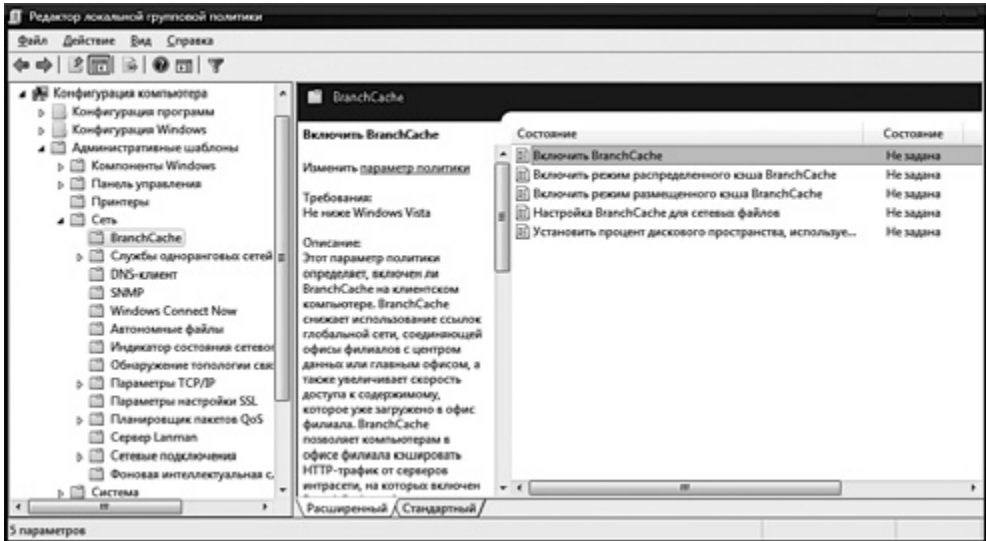 Редактор локальной групповой политики
Файл Действие Вид Справка
Конфигурация компьютера
Конфигурация программ
Конфигурация Windows
Административные шаблоны
Компоненты Windows
Панель управления
Принтеры
Сеть
BranchCache
Службы одноранговых сетей
DNS-клиент
SNMP
Windows Connect Now
Автономные файлы
Индикатор состояния сетевог
Обнаружение топологии связ
Параметры TCP/IP
Параметры настройки SSL
Планировщик пакетов QoS
Сервер Lanman
Сетевые подключения
Фоновая интеллектуальная с.
Система
BranchCache
Включить BranchCache
Изменить параметр политики
Требования:
Не ниже Windows Vista
Описание:
Этот параметр политики
определяет, включен ли
BranchCache на клиентском
компьютере. BranchCache
снижает использование ссылок
глобальной сети, соединяющей
офисы филиалов с центром
данных или главным офисом, а
также увеличивает скорость
доступа к содержимому,
которое уже загружено в офис
филиала. BranchCache
позволяет компьютерам в
офисе филиала кэшировать
HTTP-трафик от серверов
интрасети, на которых включен
Состояние Состояние
Включить BranchCache Не задана
Включить режим распределенного кэша BranchCache Не задана
Включить режим размещенного кэша BranchCache Не задана
Настройка BranchCache для сетевых файлов Не задана
Установить процент дискового пространства, используе... Не задана
Расширенный Стандартный
5 параметров